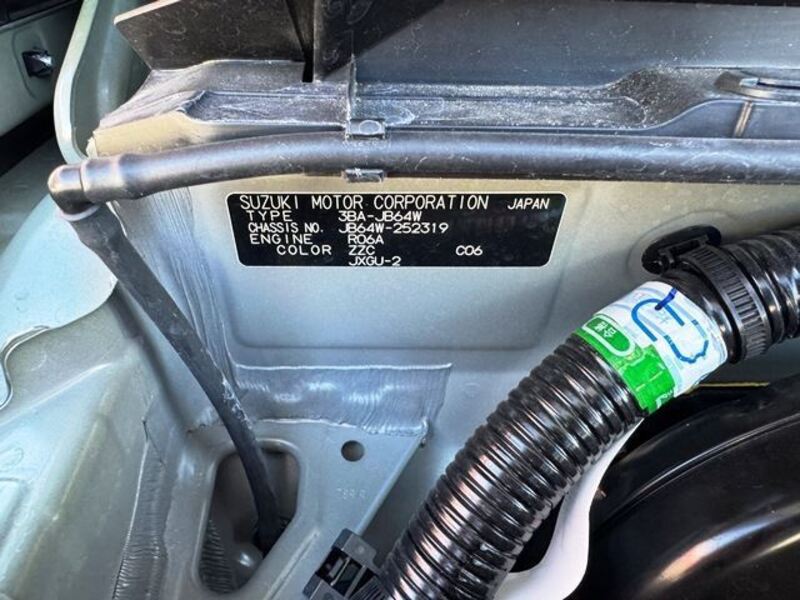 SUZUKI MOTOR CORPORATION JAPAN
TYPE 3BA-JB64W
CHASSIS NO. JB64W-252319
ENGINE R06A
COLOR ZZC C06
JXGU-2